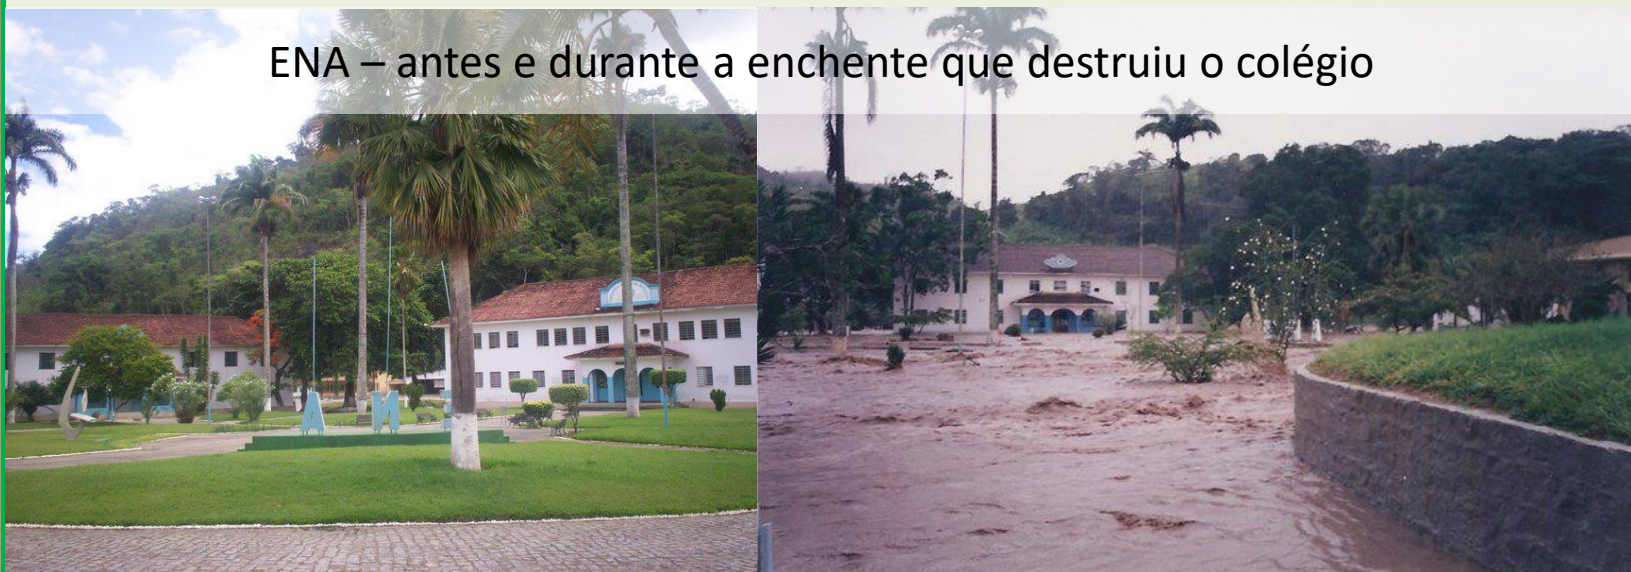 ENA – antes e durante a enchente que destruiu o colégio
A N E